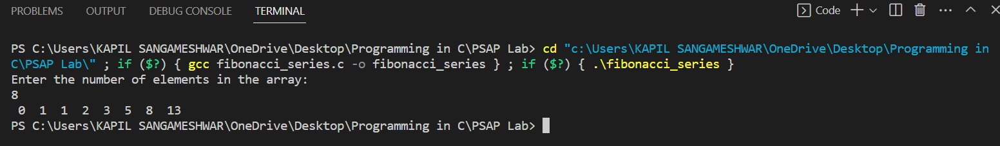 PROBLEMS OUTPUT DEBUG CONSOLE TERMINAL Code
PS C:\Users\KAPIL SANGAMESHWAR\OneDrive\Desktop\Programming in C\PSAP Lab> cd "c:\Users\KAPIL SANGAMESHWAR\OneDrive\Desktop\Programming in
C\PSAP Lab\" ; if ($?) { gcc fibonacci_series.c -o fibonacci_series } ; if ($?) { .\fibonacci_series }
Enter the number of elements in the array:
8
0 1 1 2 3 5 8 13
PS C:\Users\KAPIL SANGAMESHWAR\OneDrive\Desktop\Programming in C\PSAP Lab>